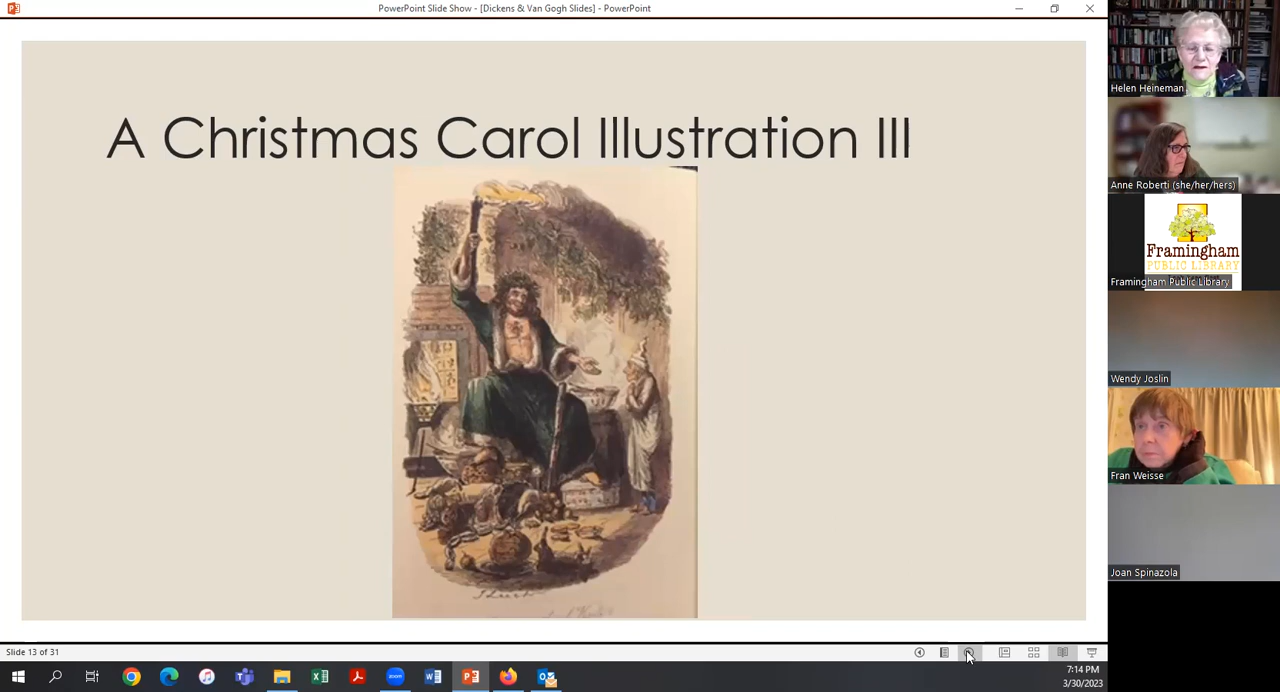 PowerPoint Slide Show - [Dickens & Van Gogh Slides] - PowerPoint
A Christmas Carol Illustration III
Helen Heineman
Anne Roberti (she/her/hers)
Framingham
PUBLIC LIBRARY
Framingham Public Library
Wendy Joslin
Fran Weisse
Joan Spinazola
Slide 13 of 31
zoom
7:14 PM
3/30/2023